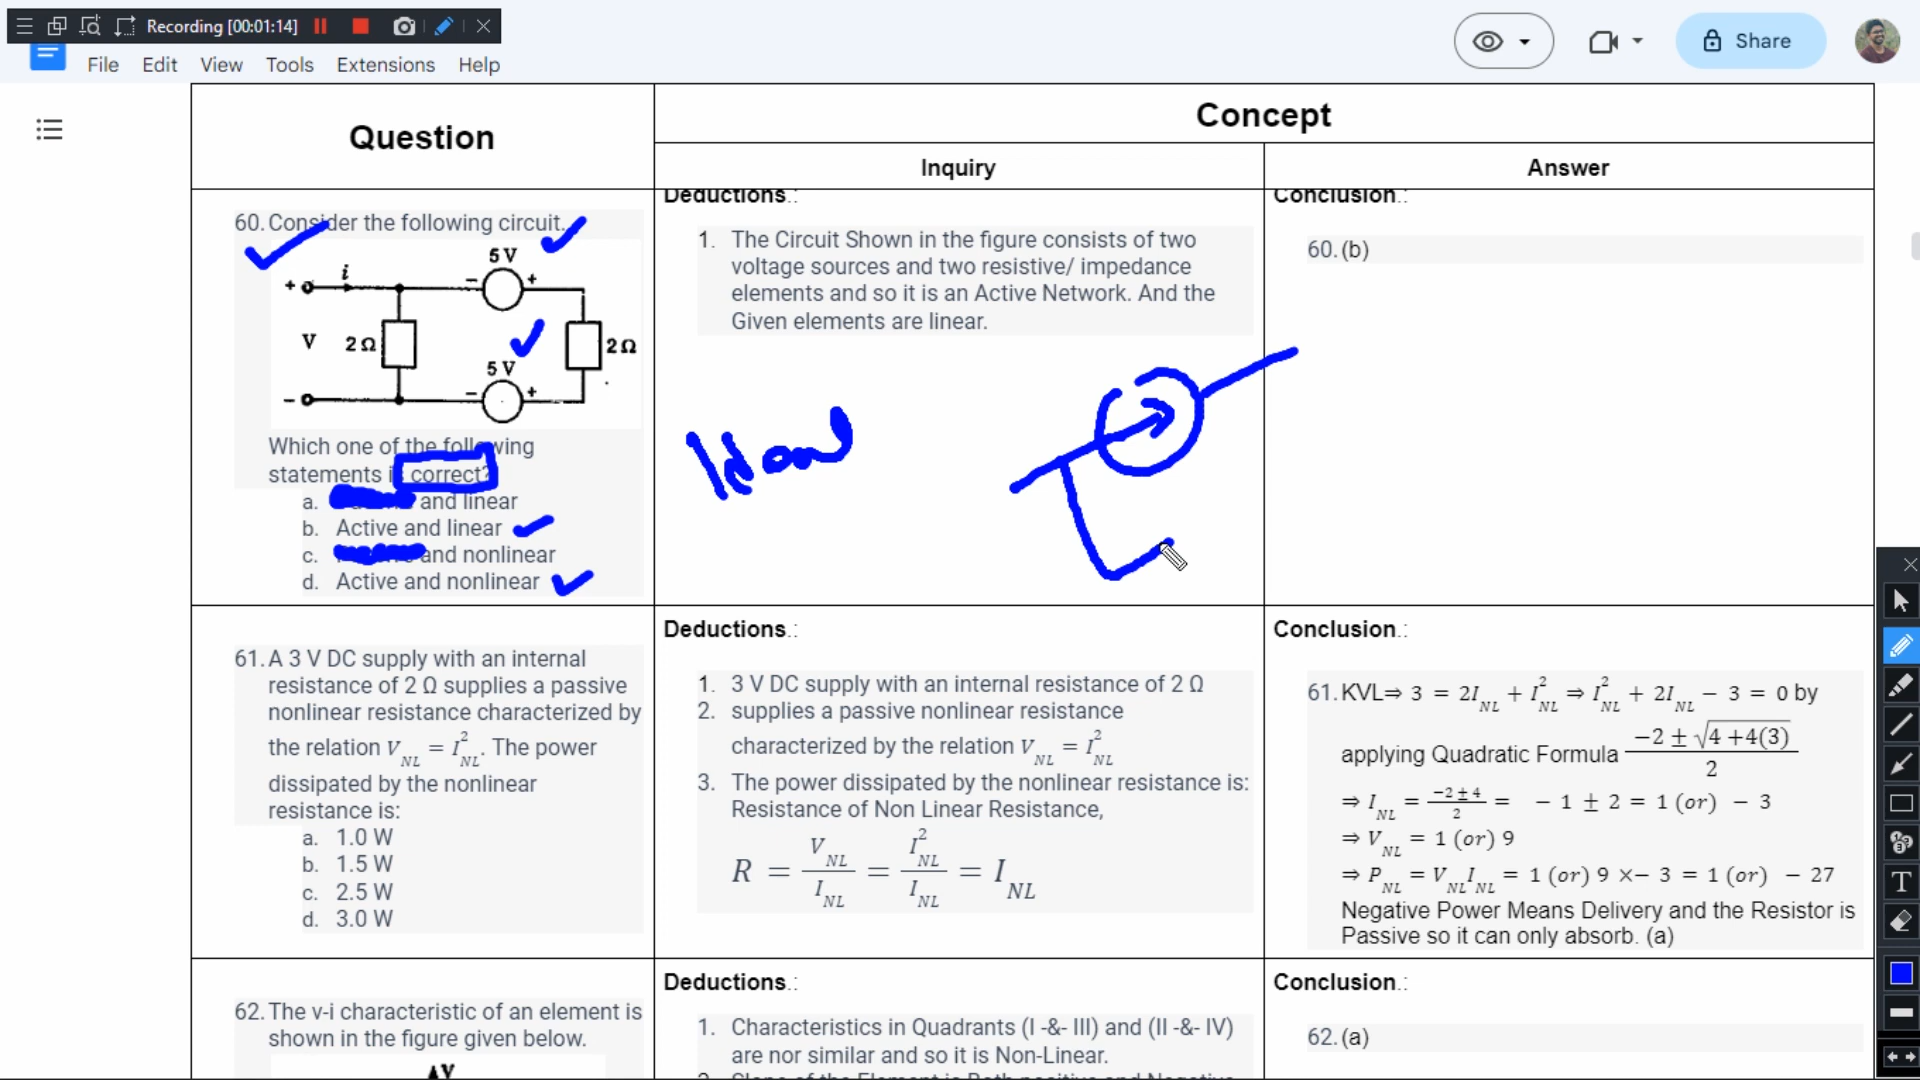 Recording [00:01:14]
File Edit View Tools Extensions Help
Share
Question
Concept
Inquiry
Answer
60. Consider the following circuit.
5 V
+ i - +
V 2 Ω 2 Ω
5 V
- - +
Which one of the following
statements is correct?
a. and linear
b. Active and linear
c. and nonlinear
d. Active and nonlinear
Deductions.:
1. The Circuit Shown in the figure consists of two
voltage sources and two resistive/ impedance
elements and so it is an Active Network. And the
Given elements are linear.
Conclusion.:
60. (b)
61. A 3 V DC supply with an internal
resistance of 2 Ω supplies a passive
nonlinear resistance characterized by
the relation V_NL = I²_NL. The power
dissipated by the nonlinear
resistance is:
a. 1.0 W
b. 1.5 W
c. 2.5 W
d. 3.0 W
Deductions.:
1. 3 V DC supply with an internal resistance of 2 Ω
2. supplies a passive nonlinear resistance
characterized by the relation V_NL = I²_NL
3. The power dissipated by the nonlinear resistance is:
Resistance of Non Linear Resistance,
R = V_NL / I_NL = I²_NL / I_NL = I_NL
Conclusion.:
61. KVL⇒ 3 = 2I_NL + I²_NL ⇒ I²_NL + 2I_NL − 3 = 0 by
applying Quadratic Formula −2 ± √4 +4(3) / 2
⇒ I_NL = −2 ± 4 / 2 = − 1 ± 2 = 1 (or) − 3
⇒ V_NL = 1 (or) 9
⇒ P_NL = V_NL I_NL = 1 (or) 9 ×− 3 = 1 (or) − 27
Negative Power Means Delivery and the Resistor is
Passive so it can only absorb. (a)
62. The v-i characteristic of an element is
shown in the figure given below.
V
Deductions.:
1. Characteristics in Quadrants (I -&- III) and (II -&- IV)
are nor similar and so it is Non-Linear.
2. Slope of the Element is Both positive and Negative
Conclusion.:
62. (a)